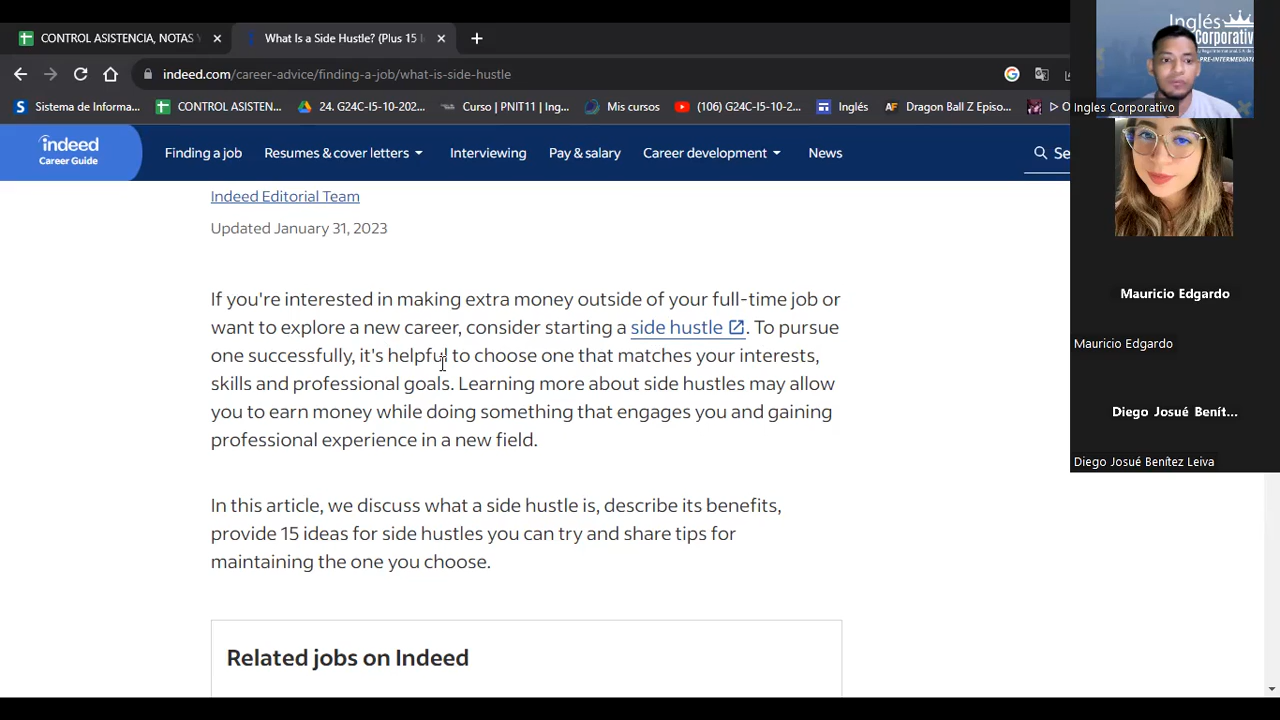 CONTROL ASISTENCIA, NOTAS Y
What Is a Side Hustle? (Plus 15 I
indeed.com/career-advice/finding-a-job/what-is-side-hustle
Sistema de Informa...
CONTROL ASISTEN...
24. G24C-I5-10-202...
Curso | PNIT11 | Ing...
Mis cursos
(106) G24C-I5-10-2...
Inglés
Dragon Ball Z Episo...
indeed
Career Guide
Finding a job
Resumes & cover letters
Interviewing
Pay & salary
Career development
News
Se
Indeed Editorial Team
Updated January 31, 2023
If you're interested in making extra money outside of your full-time job or
want to explore a new career, consider starting a side hustle. To pursue
one successfully, it's helpful to choose one that matches your interests,
skills and professional goals. Learning more about side hustles may allow
you to earn money while doing something that engages you and gaining
professional experience in a new field.
In this article, we discuss what a side hustle is, describe its benefits,
provide 15 ideas for side hustles you can try and share tips for
maintaining the one you choose.
Related jobs on Indeed
Inglés
Corporativo
PRE-INTERMEDIATE
Ingles Corporativo
Mauricio Edgardo
Mauricio Edgardo
Diego Josué Benít...
Diego Josué Benítez Leiva